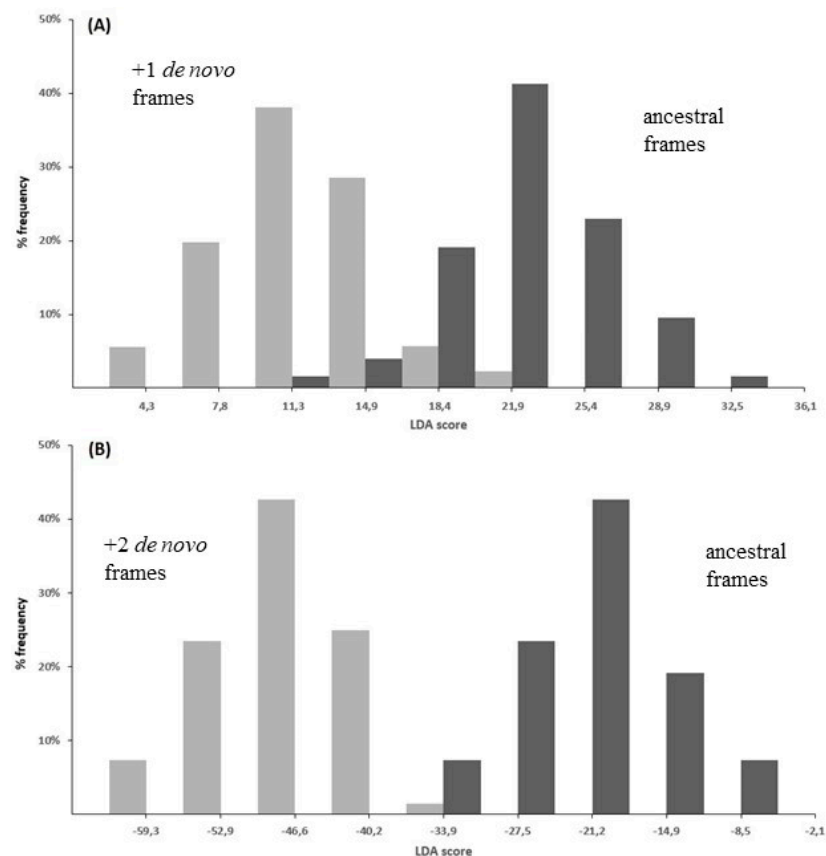 (A)
+1 de novo
frames
ancestral
frames
% frequency
50%
40%
30%
20%
10%
4,3 7,8 11,3 14,9 18,4 21,9 25,4 28,9 32,5 36,1
LDA score
(B)
+2 de novo
frames
ancestral
frames
% frequency
50%
40%
30%
20%
10%
-59,3 -52,9 -46,6 -40,2 -33,9 -27,5 -21,2 -14,9 -8,5 -2,1
LDA score